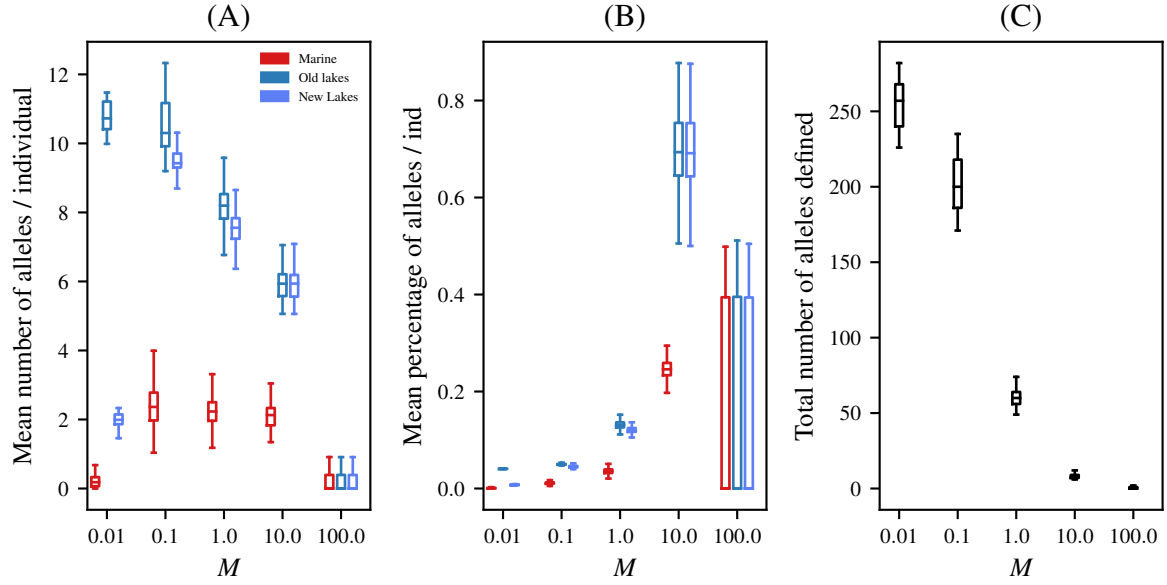 (A)
Mean number of alleles / individual
12
10
8
6
4
2
0
Marine
Old lakes
New Lakes
0.01 0.1 1.0 10.0 100.0
M
(B)
Mean percentage of alleles / ind
0.8
0.6
0.4
0.2
0.0
0.01 0.1 1.0 10.0 100.0
M
(C)
Total number of alleles defined
250
200
150
100
50
0
0.01 0.1 1.0 10.0 100.0
M